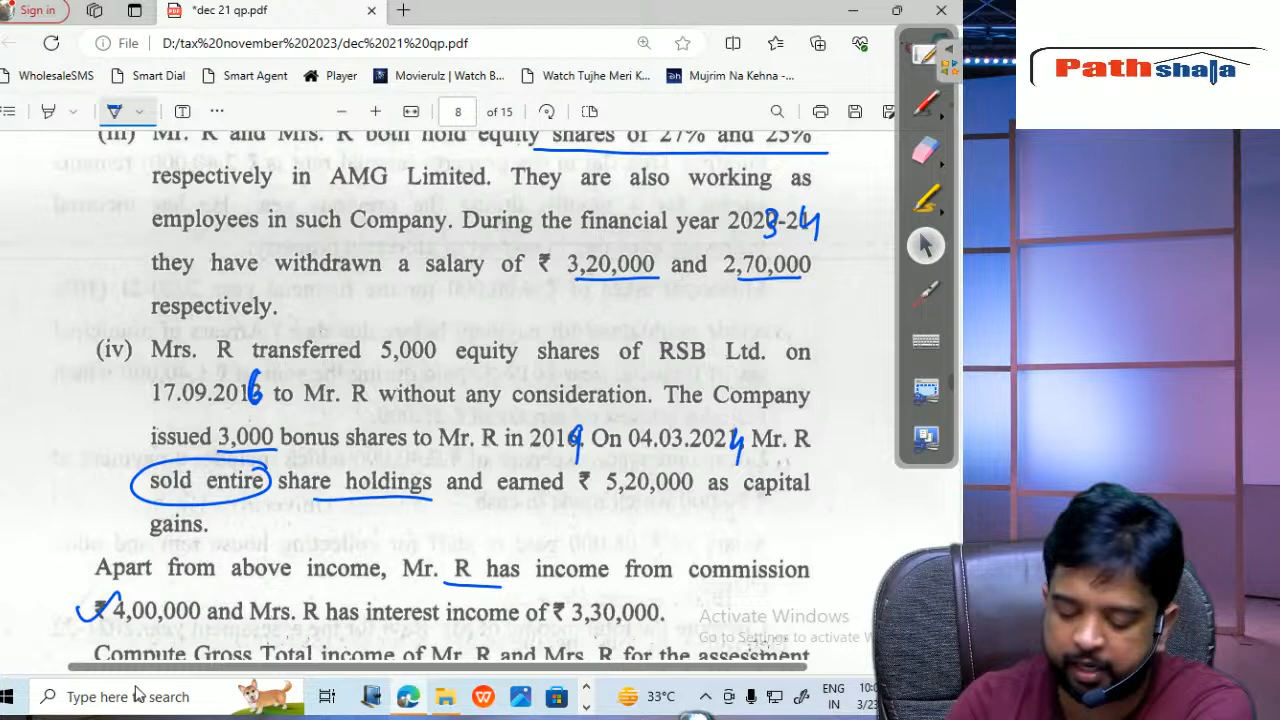 Sign in
*dec 21 qp.pdf
File D:/tax%20november%202023/dec%2021%20qp.pdf
WholesaleSMS Smart Dial Smart Agent Player Movierulz | Watch B... Watch Tujhe Meri K... Mujrim Na Kehna -...
8 of 15
(iii) Mr. R and Mrs. R both hold equity shares of 27% and 25%
respectively in AMG Limited. They are also working as
employees in such Company. During the financial year 2023-24
they have withdrawn a salary of ₹ 3,20,000 and 2,70,000
respectively.
(iv) Mrs. R transferred 5,000 equity shares of RSB Ltd. on
17.09.2016 to Mr. R without any consideration. The Company
issued 3,000 bonus shares to Mr. R in 2019. On 04.03.2024 Mr. R
sold entire share holdings and earned ₹ 5,20,000 as capital
gains.
Apart from above income, Mr. R has income from commission
₹ 4,00,000 and Mrs. R has interest income of ₹ 3,30,000.
Compute Gross Total income of Mr. R and Mrs. R for the assessment
Activate Windows
Go to Settings to activate W
Type here to search
33°C
ENG
IN
3/23
Pathshala